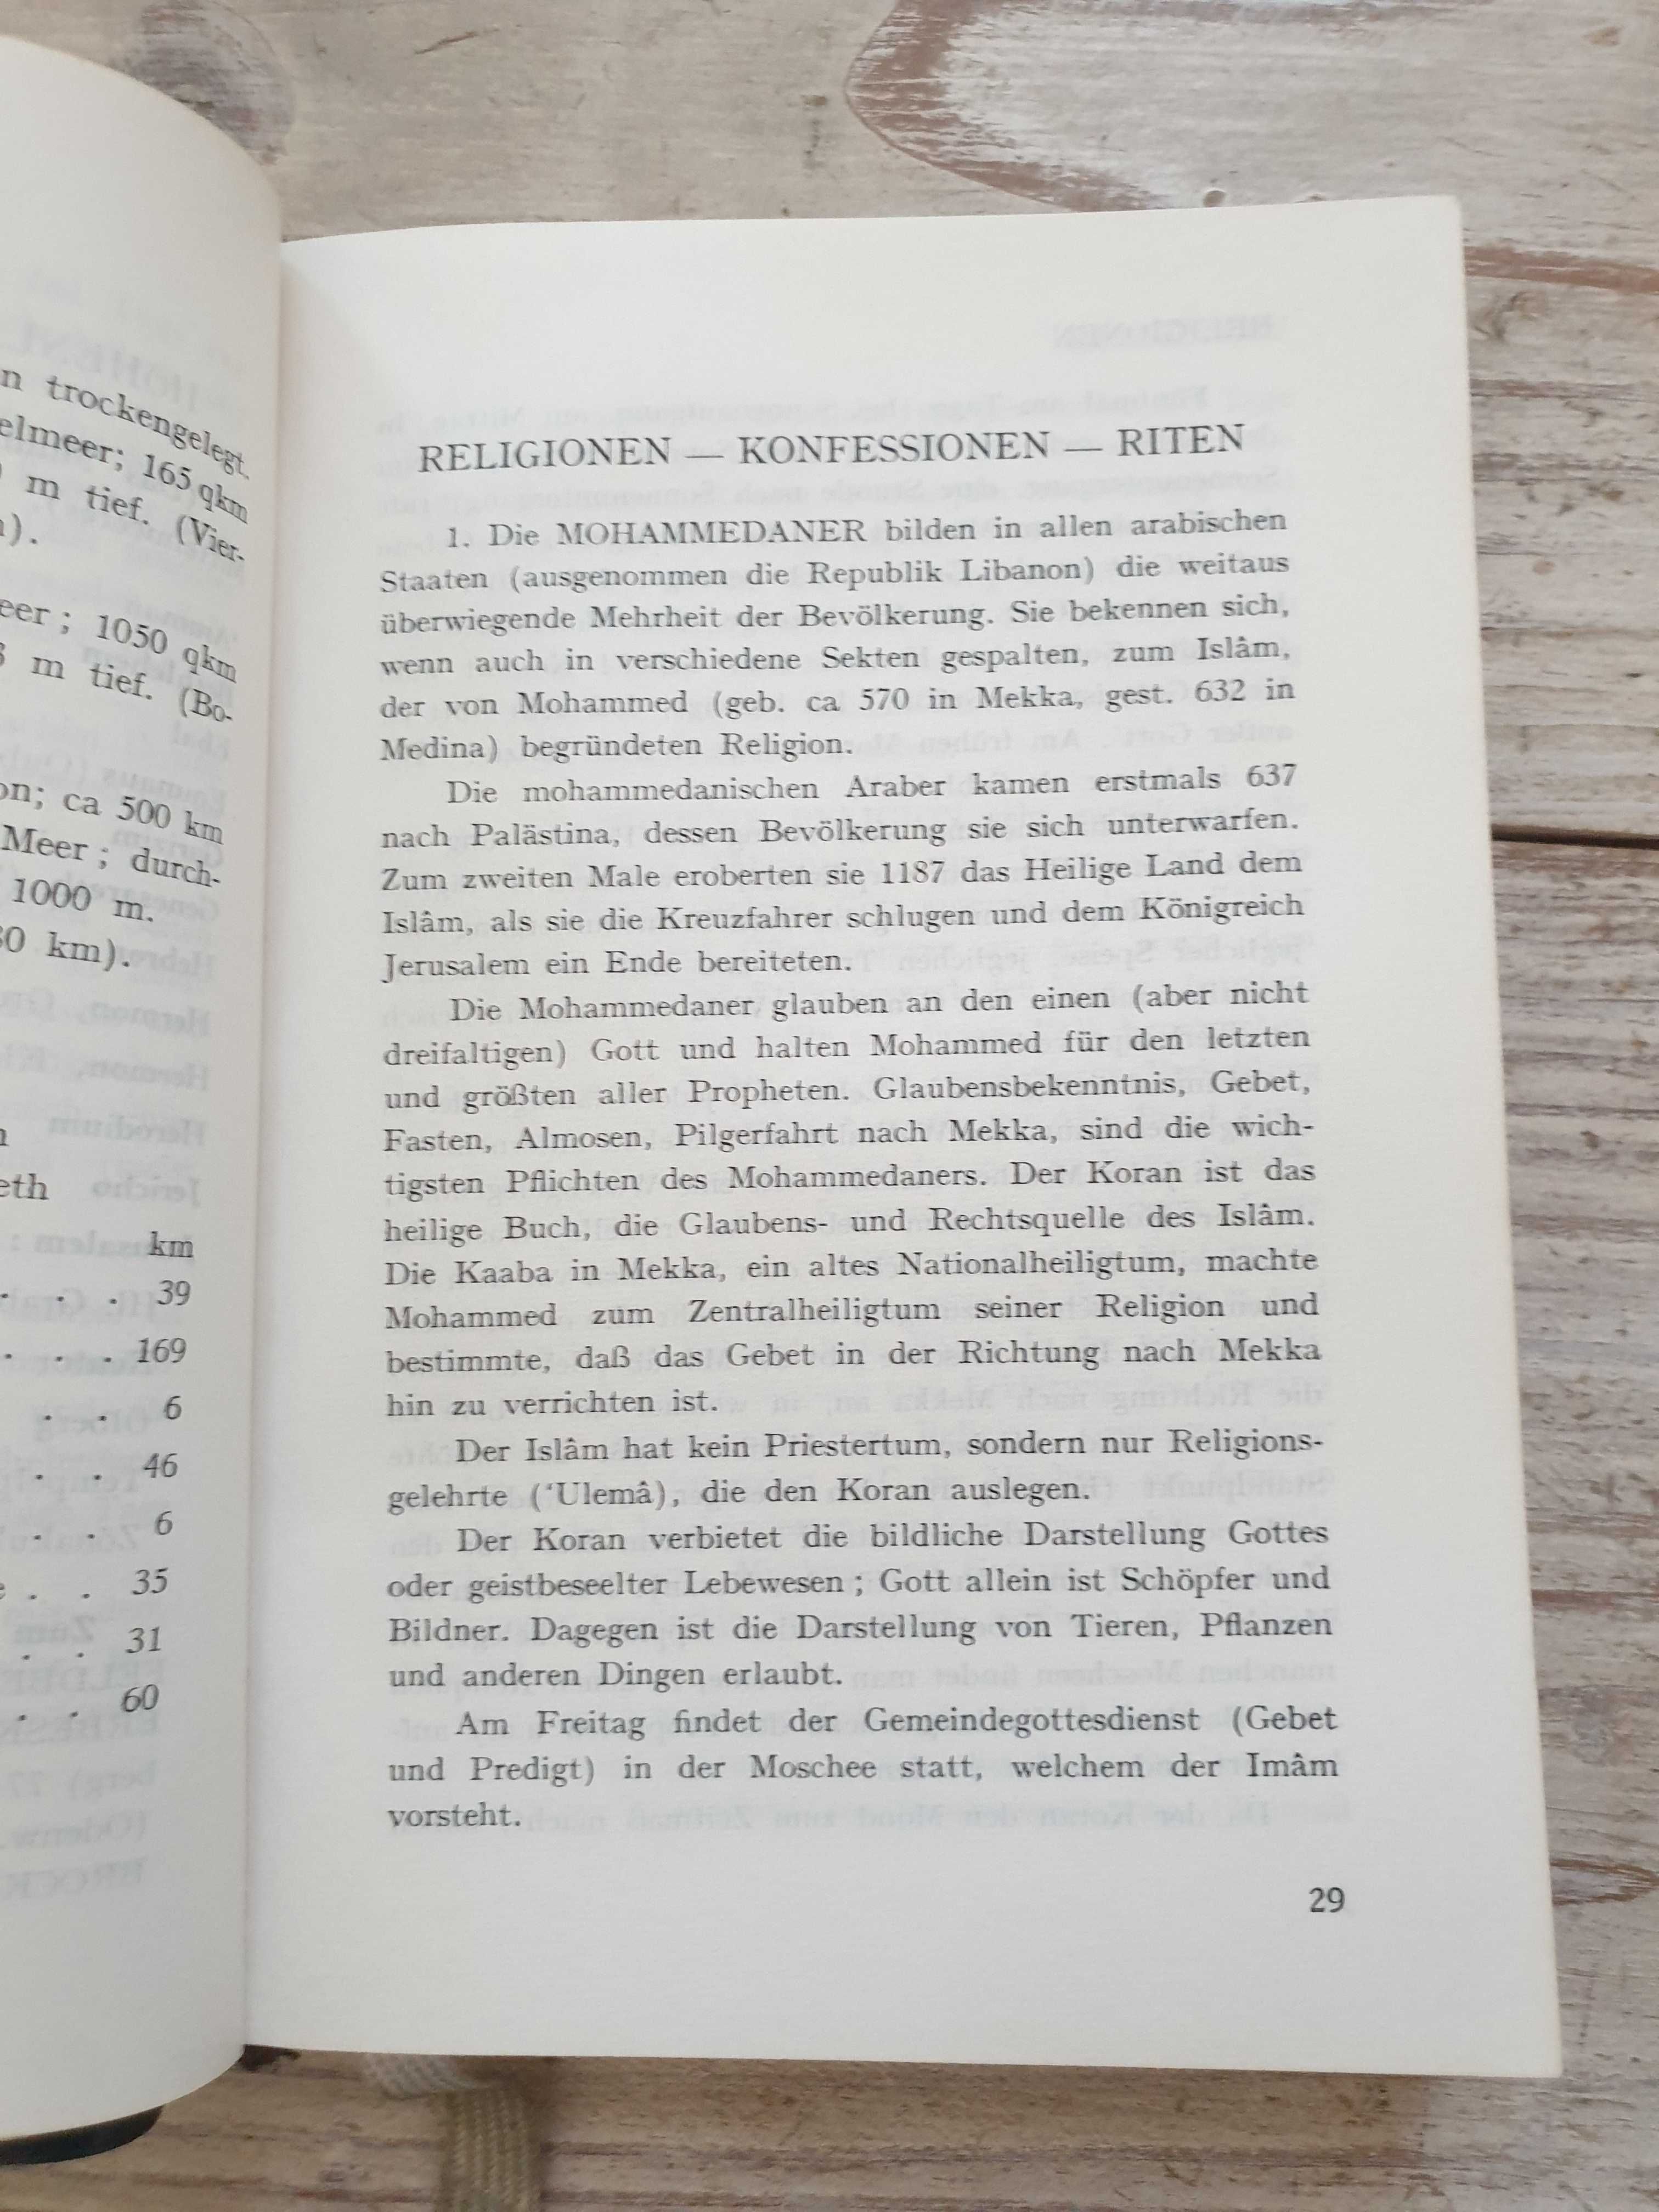 n trockengelegt.
elmeer; 165 qkm
m tief. (Vier-
n).
eer ; 1050 qkm
m tief. (Bo-
on; ca 500 km
Meer ; durch-
1000 m.
60 km).
eth
km
. . . 39
. . . 169
. . 6
. . 46
. . 6
e . . 35
. . 31
. . 60
RELIGIONEN — KONFESSIONEN — RITEN
1. Die MOHAMMEDANER bilden in allen arabischen
Staaten (ausgenommen die Republik Libanon) die weitaus
überwiegende Mehrheit der Bevölkerung. Sie bekennen sich,
wenn auch in verschiedene Sekten gespalten, zum Islâm,
der von Mohammed (geb. ca 570 in Mekka, gest. 632 in
Medina) begründeten Religion.
Die mohammedanischen Araber kamen erstmals 637
nach Palästina, dessen Bevölkerung sie sich unterwarfen.
Zum zweiten Male eroberten sie 1187 das Heilige Land dem
Islâm, als sie die Kreuzfahrer schlugen und dem Königreich
Jerusalem ein Ende bereiteten.
Die Mohammedaner glauben an den einen (aber nicht
dreifaltigen) Gott und halten Mohammed für den letzten
und größten aller Propheten. Glaubensbekenntnis, Gebet,
Fasten, Almosen, Pilgerfahrt nach Mekka, sind die wich-
tigsten Pflichten des Mohammedaners. Der Koran ist das
heilige Buch, die Glaubens- und Rechtsquelle des Islâm.
Die Kaaba in Mekka, ein altes Nationalheiligtum, machte
Mohammed zum Zentralheiligtum seiner Religion und
bestimmte, daß das Gebet in der Richtung nach Mekka
hin zu verrichten ist.
Der Islâm hat kein Priestertum, sondern nur Religions-
gelehrte (‘Ulemâ), die den Koran auslegen.
Der Koran verbietet die bildliche Darstellung Gottes
oder geistbeseelter Lebewesen ; Gott allein ist Schöpfer und
Bildner. Dagegen ist die Darstellung von Tieren, Pflanzen
und anderen Dingen erlaubt.
Am Freitag findet der Gemeindegottesdienst (Gebet
und Predigt) in der Moschee statt, welchem der Imâm
vorsteht.
29